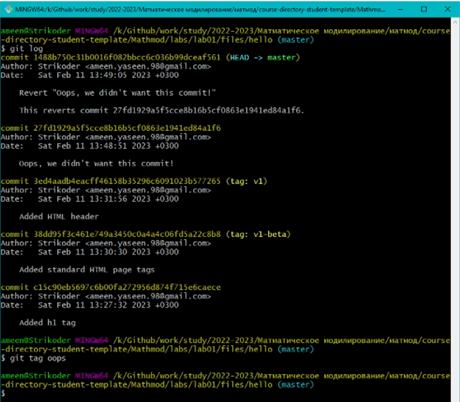 MINGW64:/k/Github/work/study/2022-2023/Матматическое модилирование/матмод/course-directory-student-template/Mathmod/...
ameen@Strikoder MINGW64 /k/Github/work/study/2022-2023/Матматическое модилирование/матмод/course
-directory-student-template/Mathmod/labs/lab01/files/hello (master)
$ git log
commit 1488b750c31b0016f082bbcc6c036b99dceaf561 (HEAD -> master)
Author: Strikoder <ameen.yaseen.98@gmail.com>
Date: Sat Feb 11 13:49:05 2023 +0300
Revert "Oops, we didn't want this commit!"
This reverts commit 27fd1929a5f5cce8b16b5cf0863e1941ed84a1f6.
commit 27fd1929a5f5cce8b16b5cf0863e1941ed84a1f6
Author: Strikoder <ameen.yaseen.98@gmail.com>
Date: Sat Feb 11 13:48:51 2023 +0300
Oops, we didn't want this commit!
commit 3ed4aadb4eacff46158b35296c6091023b577265 (tag: v1)
Author: Strikoder <ameen.yaseen.98@gmail.com>
Date: Sat Feb 11 13:31:56 2023 +0300
Added HTML header
commit 38dd95f3c461e749a3450c0a4a4c06fd5a22c8b8 (tag: v1-beta)
Author: Strikoder <ameen.yaseen.98@gmail.com>
Date: Sat Feb 11 13:30:30 2023 +0300
Added standard HTML page tags
commit c15c90eb5697c6b00fa272956d874f715e6caece
Author: Strikoder <ameen.yaseen.98@gmail.com>
Date: Sat Feb 11 13:27:32 2023 +0300
Added h1 tag
ameen@Strikoder MINGW64 /k/Github/work/study/2022-2023/Матматическое модилирование/матмод/course
-directory-student-template/Mathmod/labs/lab01/files/hello (master)
$ git tag oops
ameen@Strikoder MINGW64 /k/Github/work/study/2022-2023/Матматическое модилирование/матмод/course
-directory-student-template/Mathmod/labs/lab01/files/hello (master)
$